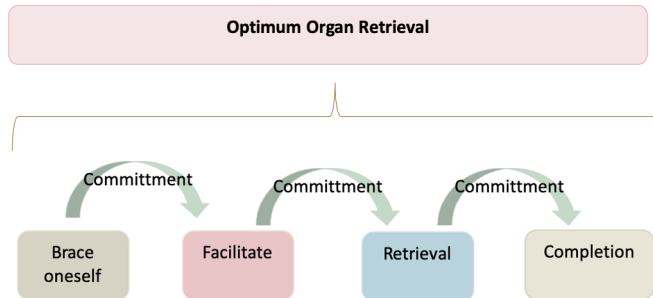 Optimum Organ Retrieval
Committment
Committment
Committment
Brace
oneself
Facilitate
Retrieval
Completion